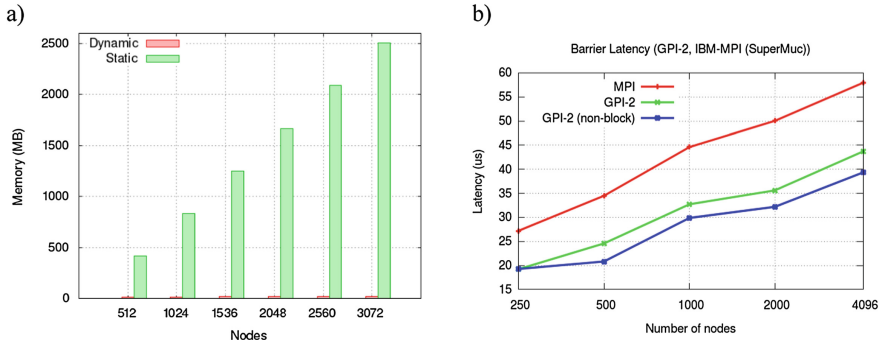 a)
Dynamic
Static
2500
2000
1500
1000
500
0
Memory (MB)
512 1024 1536 2048 2560 3072
Nodes
b)
Barrier Latency (GPI-2, IBM-MPI (SuperMuc))
MPI
GPI-2
GPI-2 (non-block)
60
55
50
45
40
35
30
25
20
15
Latency (us)
250 500 1000 2000 4096
Number of nodes